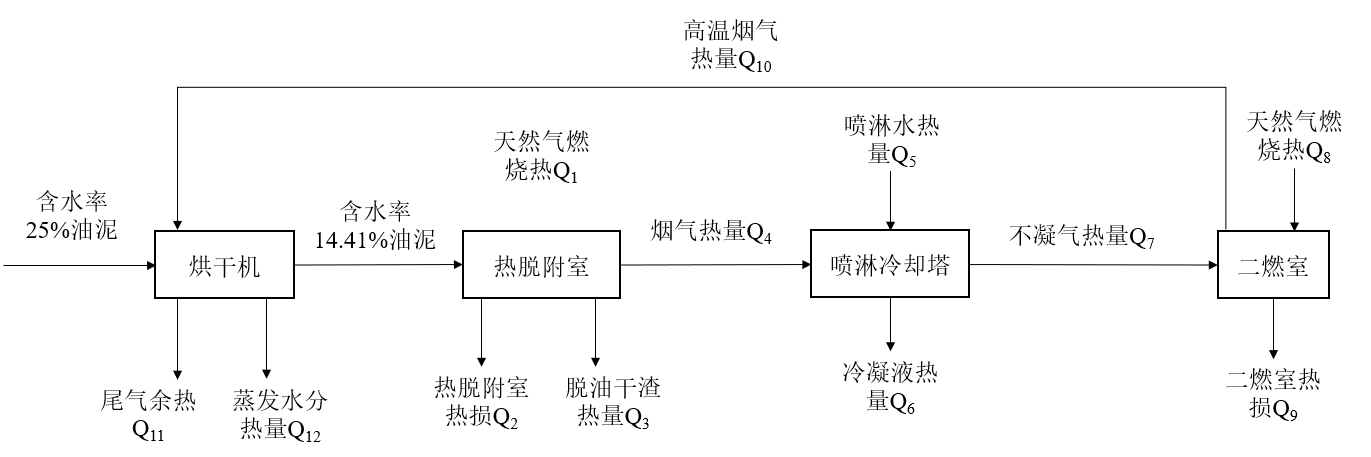 高温烟气
热量Q₁₀
天然气燃
烧热Q₁
喷淋水热
量Q₅
天然气燃
烧热Q₈
含水率
25%油泥
含水率
14.41%油泥
烟气热量Q₄
不凝气热量Q₇
烘干机
热脱附室
喷淋冷却塔
二燃室
尾气余热
Q₁₁
蒸发水分
热量Q₁₂
热脱附室
热损Q₂
脱油干渣
热量Q₃
冷凝液热
量Q₆
二燃室热
损Q₉